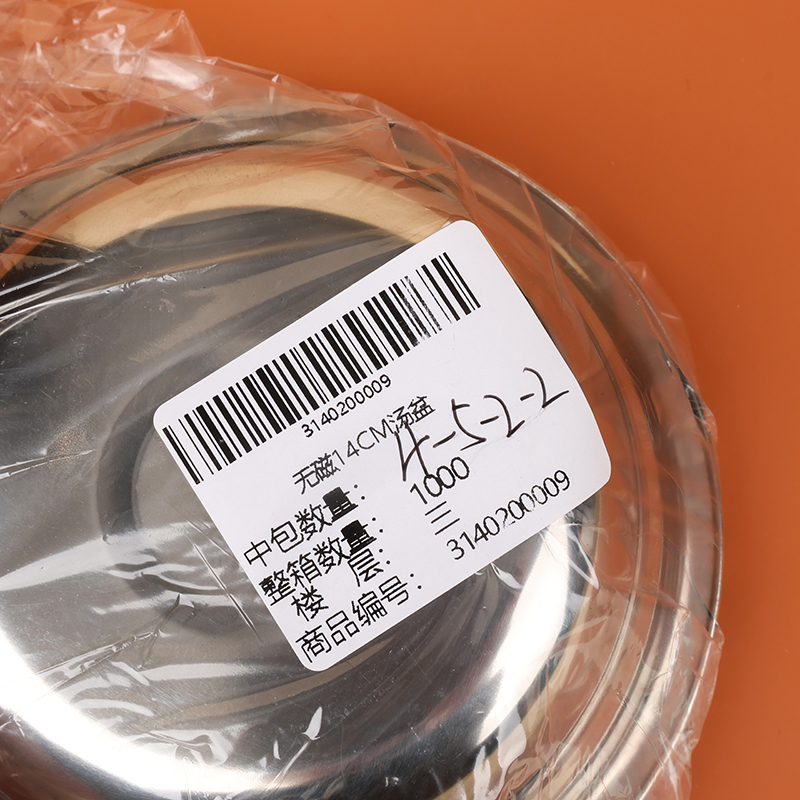 3140200009
无磁14CM汤盆
4-5-2-2
中包数量:
整箱数量: 1000
楼 层: 三
商品编号: 3140200009